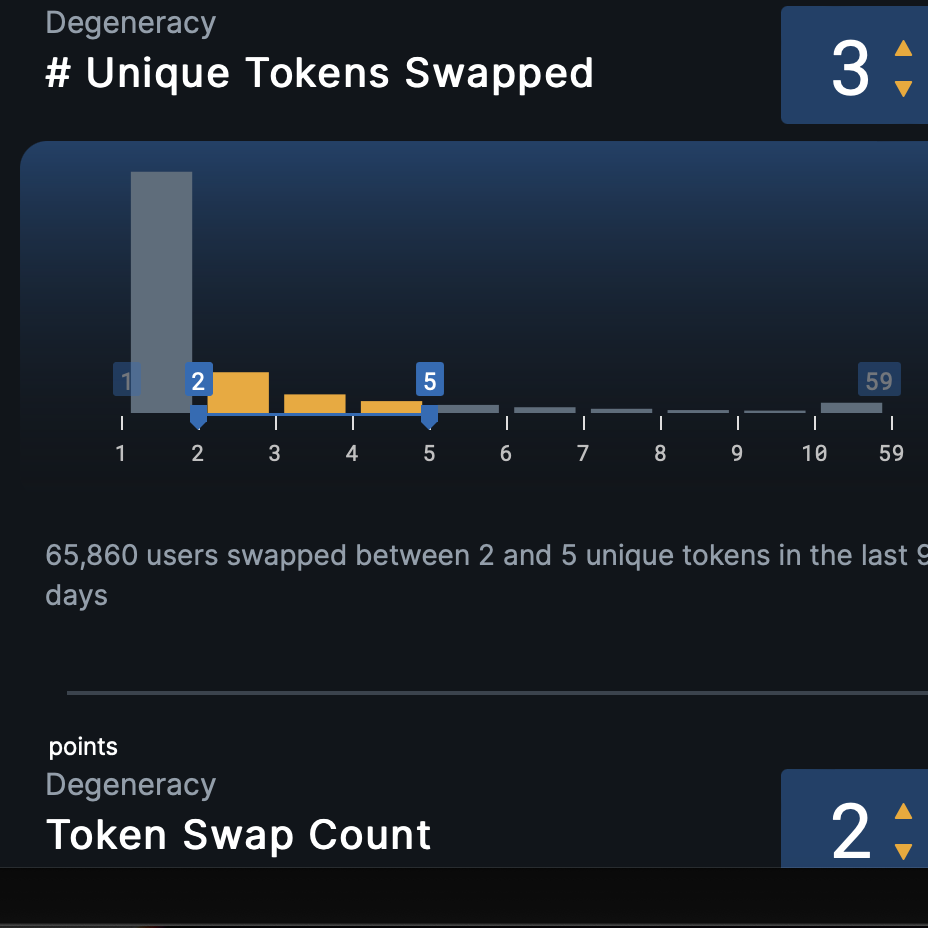 Degeneracy
# Unique Tokens Swapped
3
1 2 5 59
1 2 3 4 5 6 7 8 9 10 59
65,860 users swapped between 2 and 5 unique tokens in the last 9
days
points
Degeneracy
Token Swap Count
2